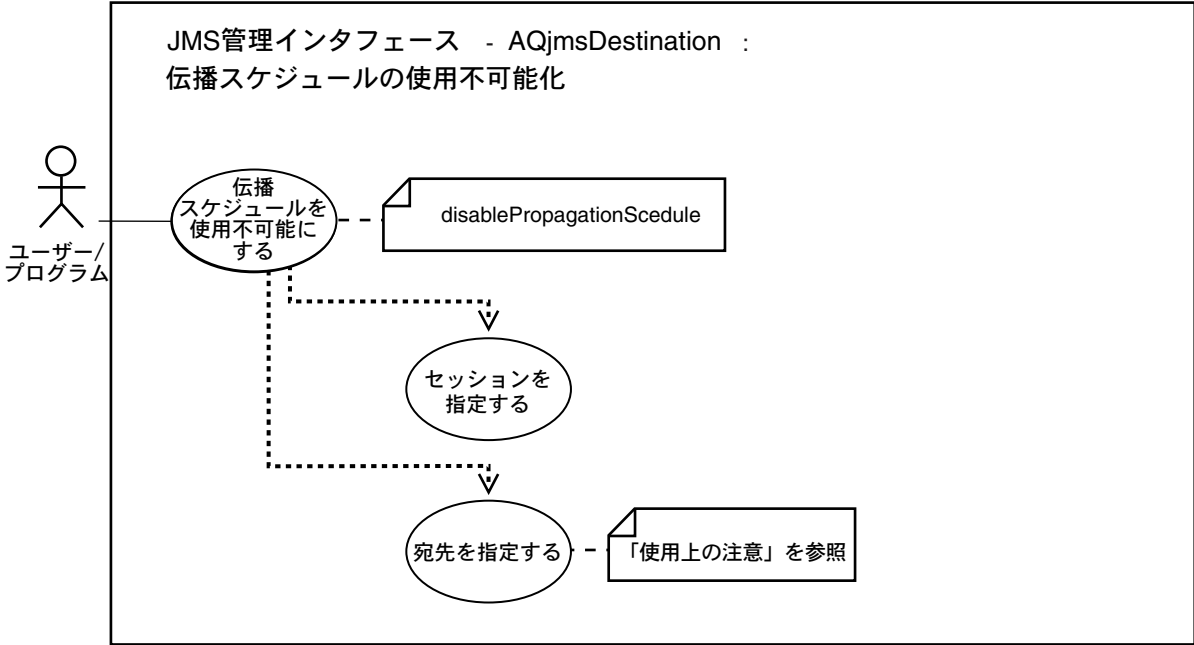 JMS管理インタフェース - AQjmsDestination :
伝播スケジュールの使用不可能化
伝播
スケジュールを
使用不可能に
する
disablePropagationScedule
ユーザー/
プログラム
セッションを
指定する
宛先を指定する
「使用上の注意」を参照